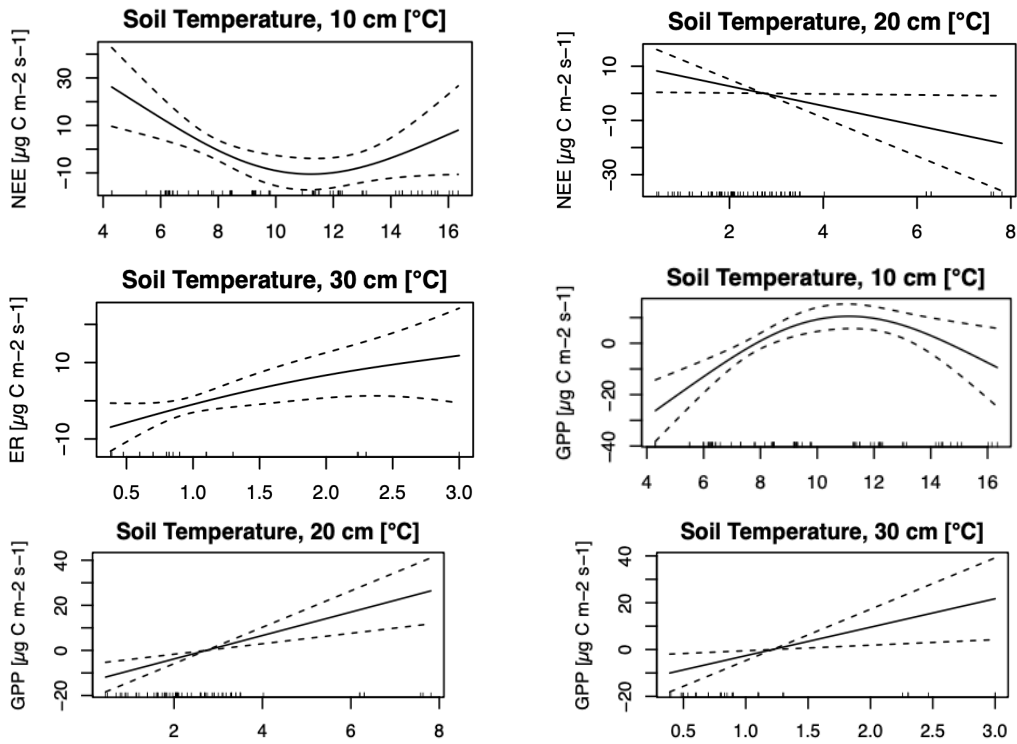 Soil Temperature, 10 cm [°C]
NEE [µg C m−2 s−1]
30
10
−10
4 6 8 10 12 14 16
Soil Temperature, 20 cm [°C]
NEE [µg C m−2 s−1]
10
−10
−30
2 4 6 8
Soil Temperature, 30 cm [°C]
ER [µg C m−2 s−1]
10
−10
0.5 1.0 1.5 2.0 2.5 3.0
Soil Temperature, 10 cm [°C]
GPP [µg C m−2 s−1]
0
−20
−40
4 6 8 10 12 14 16
Soil Temperature, 20 cm [°C]
GPP [µg C m−2 s−1]
40
20
0
−20
2 4 6 8
Soil Temperature, 30 cm [°C]
GPP [µg C m−2 s−1]
40
20
0
−20
0.5 1.0 1.5 2.0 2.5 3.0